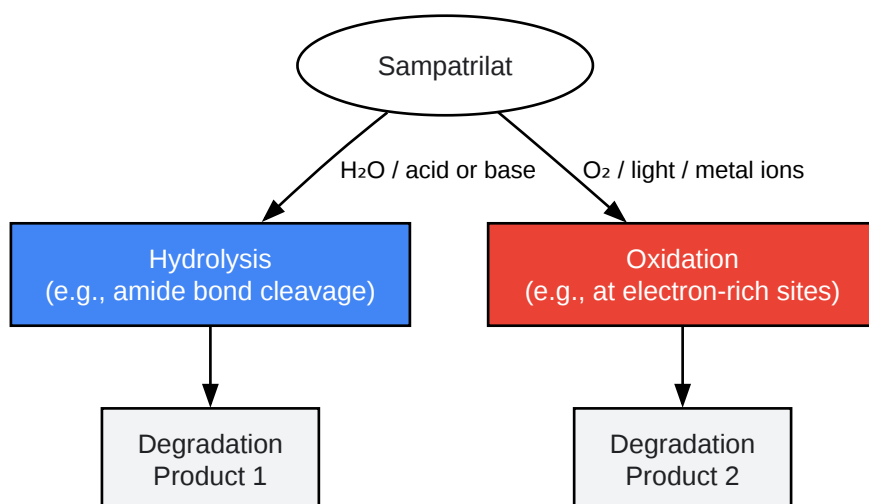 Sampatrilat
H₂O / acid or base
O₂ / light / metal ions
Hydrolysis
(e.g., amide bond cleavage)
Oxidation
(e.g., at electron-rich sites)
Degradation
Product 1
Degradation
Product 2